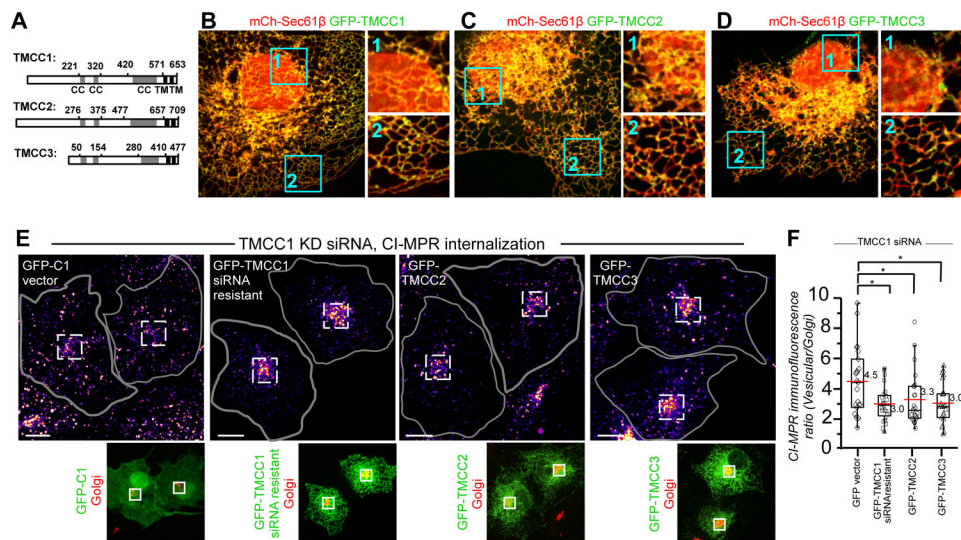 A
TMCC1:
221 320 420 571 653
CC CC CC TM TM
TMCC2:
276 375 477 657 709
TMCC3:
50 154 280 410 477
B
mCh-Sec61β GFP-TMCC1
1
2
1
2
C
mCh-Sec61β GFP-TMCC2
1
2
1
2
D
mCh-Sec61β GFP-TMCC3
1
2
1
2
E
TMCC1 KD siRNA, CI-MPR internalization
GFP-C1
vector
GFP-TMCC1
siRNA
resistant
GFP-
TMCC2
GFP-
TMCC3
GFP-C1
Golgi
GFP-TMCC1
siRNA resistant
Golgi
GFP-TMCC2
Golgi
GFP-TMCC3
Golgi
F
TMCC1 siRNA
*
*
*
CI-MPR immunofluorescence
ratio (Vesicular/Golgi)
10
8
6
4
2
0
4.5
3.0
3.3
3.0
GFP vector
GFP-TMCC1
siRNAresistant
GFP-TMCC2
GFP-TMCC3